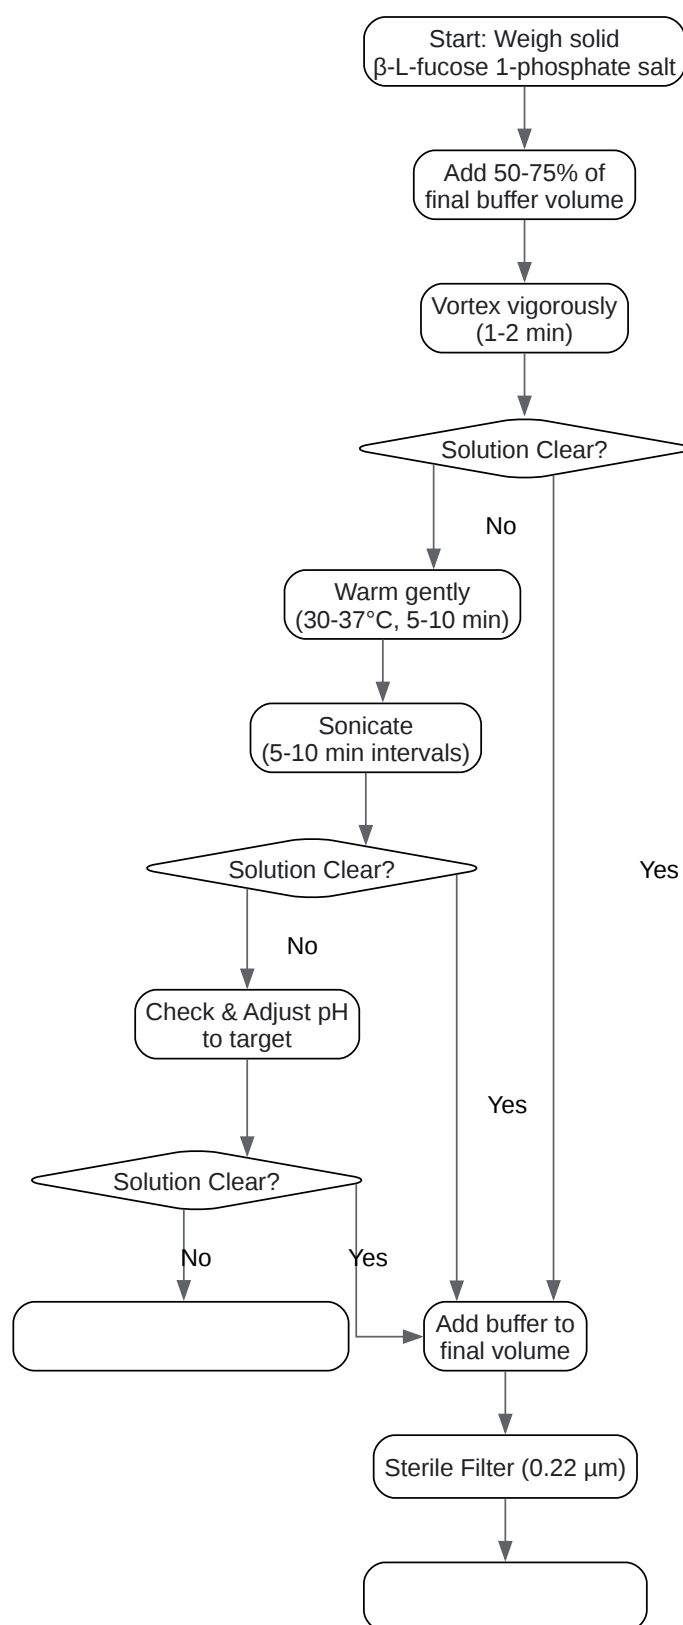 Start: Weigh solid
β-L-fucose 1-phosphate salt
Add 50-75% of
final buffer volume
Vortex vigorously
(1-2 min)
Solution Clear?
No
Warm gently
(30-37°C, 5-10 min)
Sonicate
(5-10 min intervals)
Solution Clear?
Yes
No
Check & Adjust pH
to target
Yes
Solution Clear?
No
Yes
Add buffer to
final volume
Sterile Filter (0.22 µm)